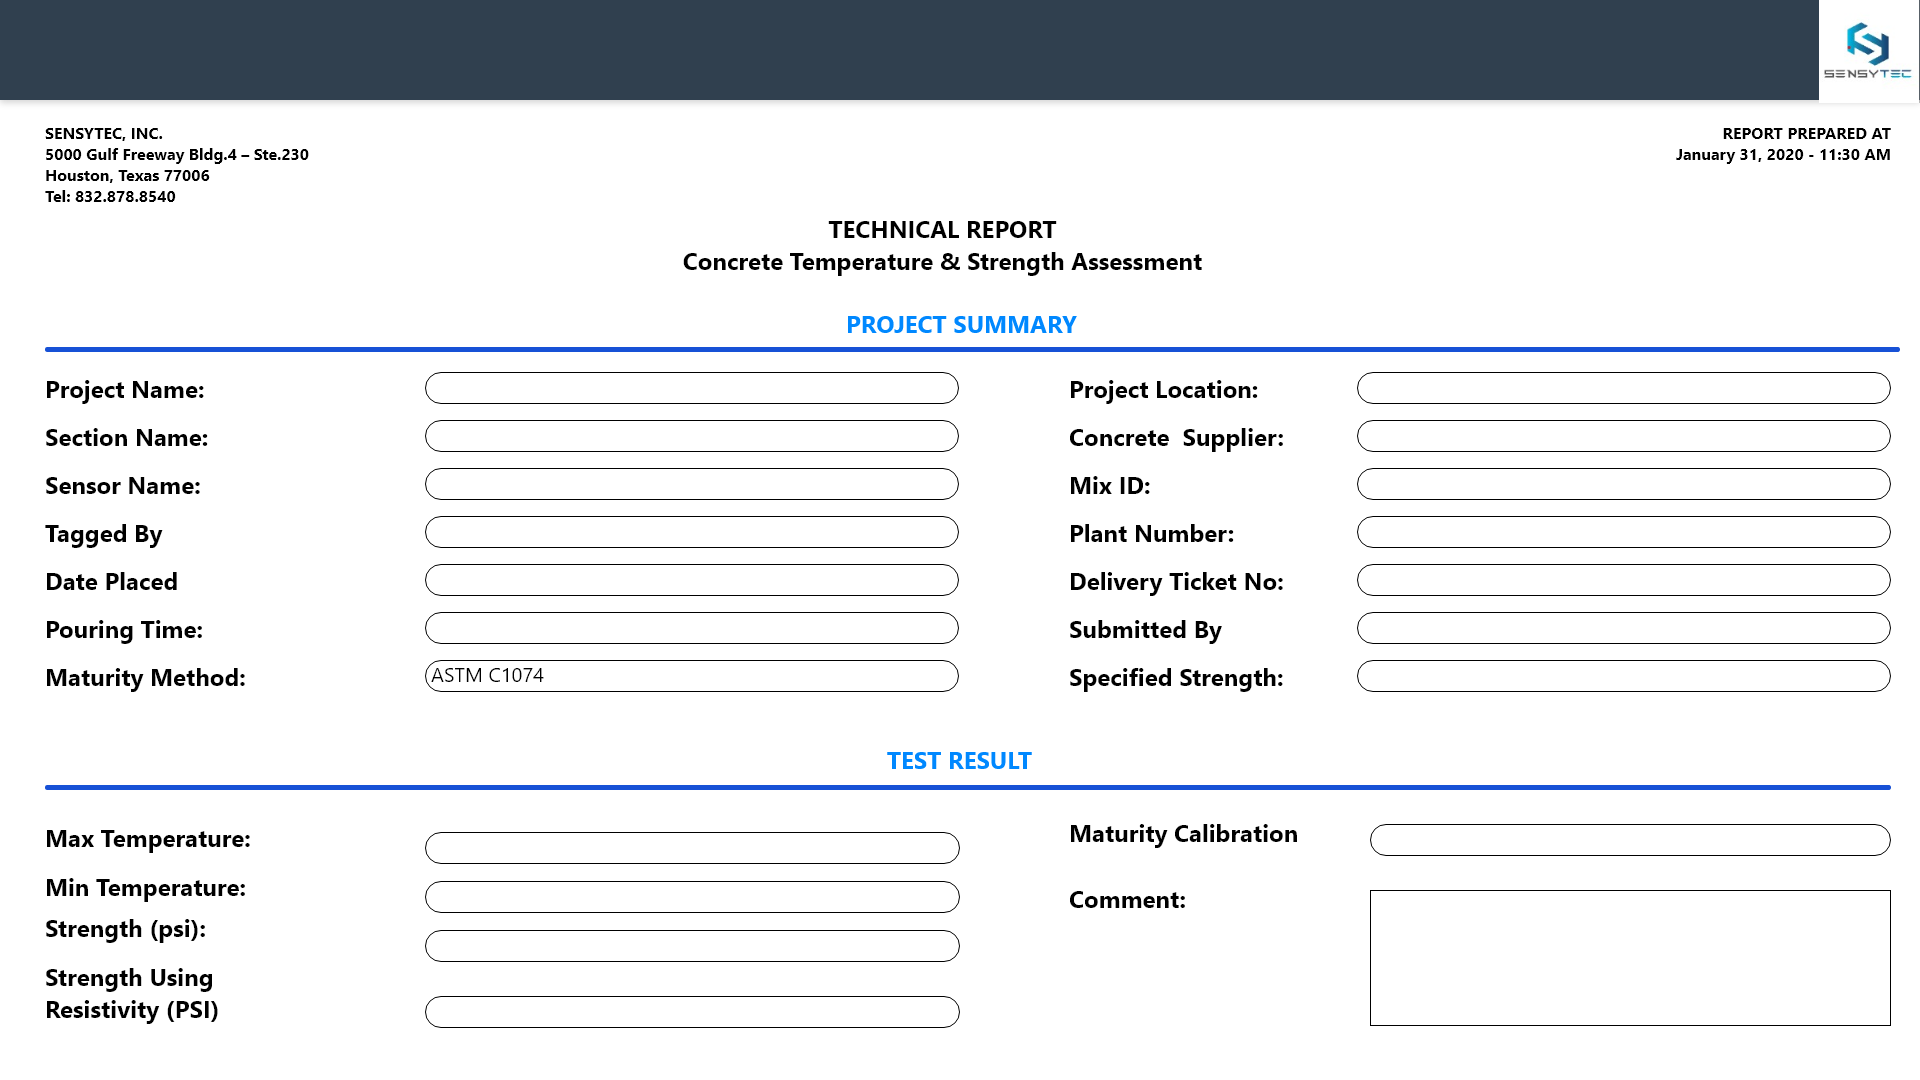 SENSYTEC
SENSYTEC, INC.
5000 Gulf Freeway Bldg.4 – Ste.230
Houston, Texas 77006
Tel: 832.878.8540
REPORT PREPARED AT
January 31, 2020 - 11:30 AM
TECHNICAL REPORT
Concrete Temperature & Strength Assessment
PROJECT SUMMARY
Project Name:
Section Name:
Sensor Name:
Tagged By
Date Placed
Pouring Time:
Maturity Method: ASTM C1074
Project Location:
Concrete  Supplier:
Mix ID:
Plant Number:
Delivery Ticket No:
Submitted By
Specified Strength:
TEST RESULT
Max Temperature:
Min Temperature:
Strength (psi):
Strength Using
Resistivity (PSI)
Maturity Calibration
Comment: